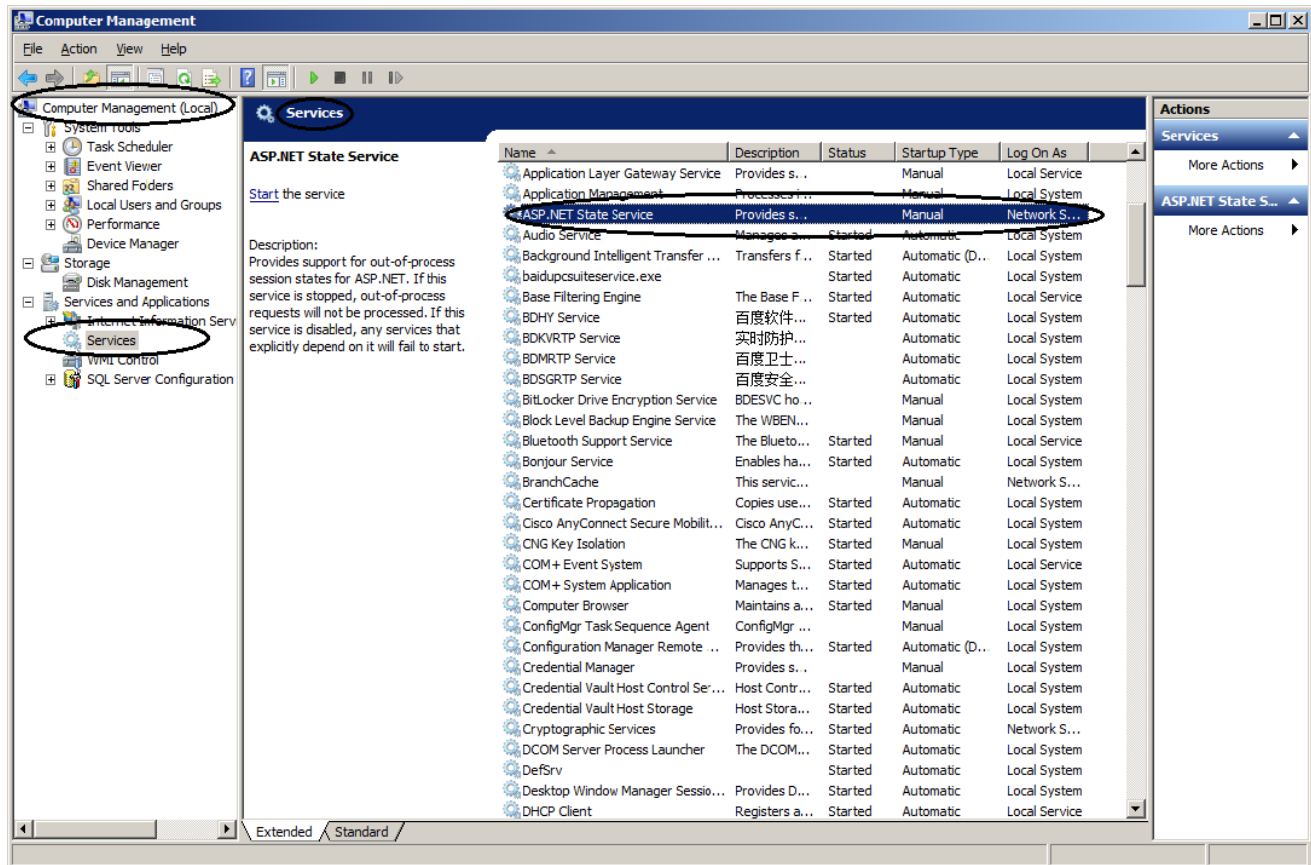 Computer Management
File Action View Help
Computer Management (Local)
System Tools
Task Scheduler
Event Viewer
Shared Foders
Local Users and Groups
Performance
Device Manager
Storage
Disk Management
Services and Applications
Internet Information Serv
Services
WMI Control
SQL Server Configuration
Services
ASP.NET State Service
Start the service
Description:
Provides support for out-of-process
session states for ASP.NET. If this
service is stopped, out-of-process
requests will not be processed. If this
service is disabled, any services that
explicitly depend on it will fail to start.
Name Description Status Startup Type Log On As
Application Layer Gateway Service Provides s... Manual Local Service
Application Management Processes i... Manual Local System
ASP.NET State Service Provides s... Manual Network S...
Audio Service Manages a... Started Automatic Local System
Background Intelligent Transfer ... Transfers f... Started Automatic (D... Local System
baidupcsuiteservice.exe Started Automatic Local System
Base Filtering Engine The Base F... Started Automatic Local Service
BDHY Service 百度软件... Started Automatic Local System
BDKVRTP Service 实时防护... Automatic Local System
BDMRTP Service 百度卫士... Automatic Local System
BDSGRTP Service 百度安全... Automatic Local System
BitLocker Drive Encryption Service BDESVC ho... Manual Local System
Block Level Backup Engine Service The WBEN... Manual Local System
Bluetooth Support Service The Blueto... Started Manual Local Service
Bonjour Service Enables ha... Started Automatic Local System
BranchCache This servic... Manual Network S...
Certificate Propagation Copies use... Started Automatic Local System
Cisco AnyConnect Secure Mobilit... Cisco AnyC... Started Automatic Local System
CNG Key Isolation The CNG k... Started Manual Local System
COM+ Event System Supports S... Started Automatic Local Service
COM+ System Application Manages t... Started Automatic Local System
Computer Browser Maintains a... Started Manual Local System
ConfigMgr Task Sequence Agent ConfigMgr ... Manual Local System
Configuration Manager Remote ... Provides th... Started Automatic (D... Local System
Credential Manager Provides s... Manual Local System
Credential Vault Host Control Ser... Host Contr... Started Automatic Local System
Credential Vault Host Storage Host Stora... Started Automatic Local System
Cryptographic Services Provides fo... Started Automatic Network S...
DCOM Server Process Launcher The DCOM... Started Automatic Local System
DefSrv Started Automatic Local System
Desktop Window Manager Sessio... Provides D... Started Automatic Local System
DHCP Client Registers a... Started Automatic Local Service
Extended Standard
Actions
Services
More Actions
ASP.NET State S...
More Actions